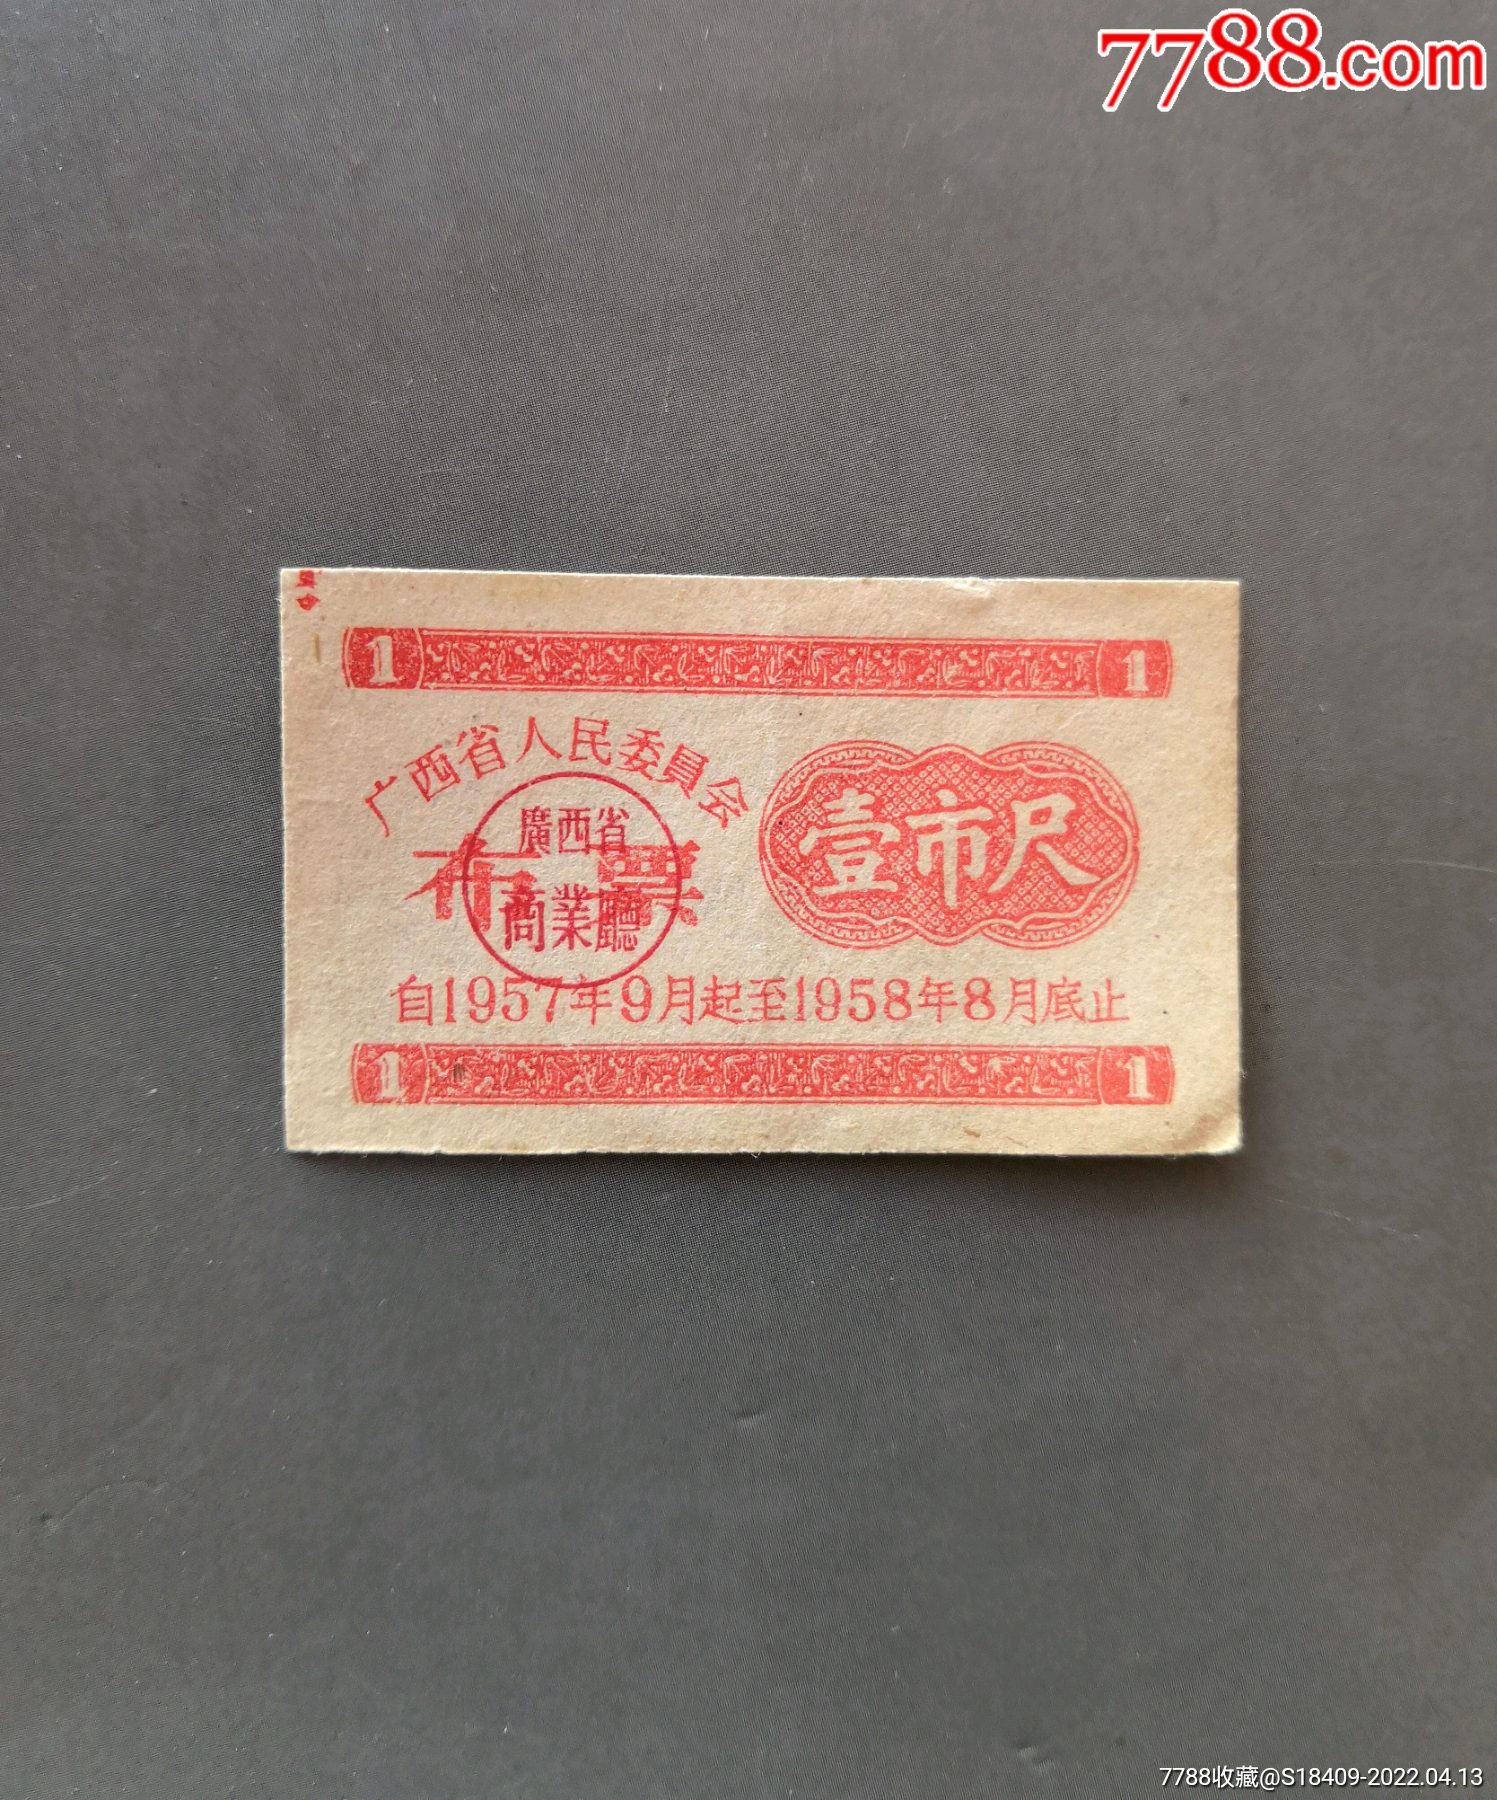 7788.com
1 1
广西省人民委員会
壹市尺
布票
廣西省
商業廳
自1957年9月起至1958年8月底止
1 1
7788收藏@S18409-2022.04.13